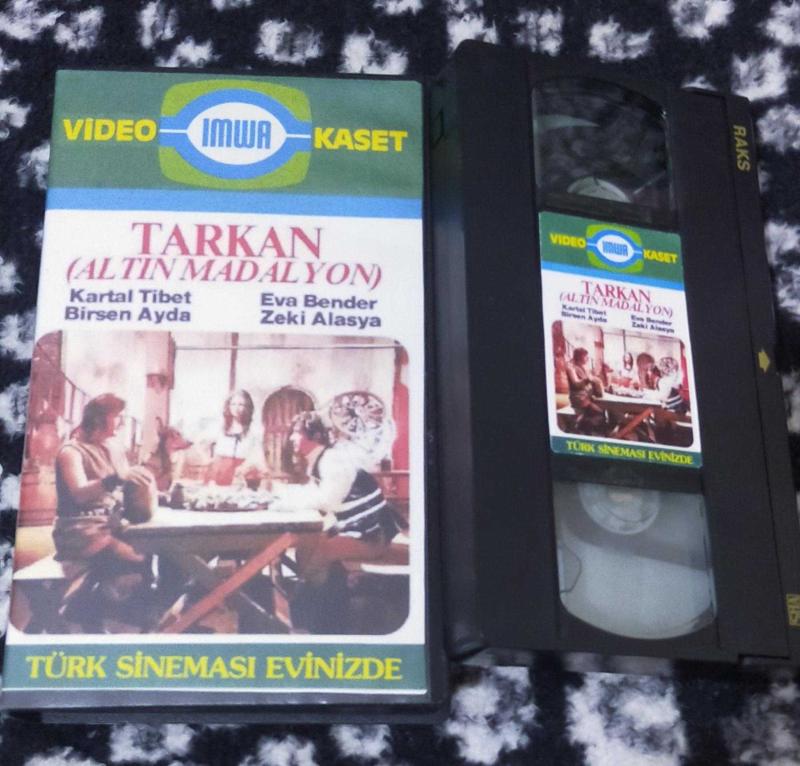 VİDEO IMWA KASET
TARKAN
(ALTIN MADALYON)
Kartal Tibet Eva Bender
Birsen Ayda Zeki Alasya
TÜRK SİNEMASI EVİNİZDE
RAKS
VİDEO IMWA KASET
TARKAN
(ALTIN MADALYON)
Kartal Tibet Eva Bender
Birsen Ayda Zeki Alasya
TÜRK SİNEMASI EVİNİZDE
VHS